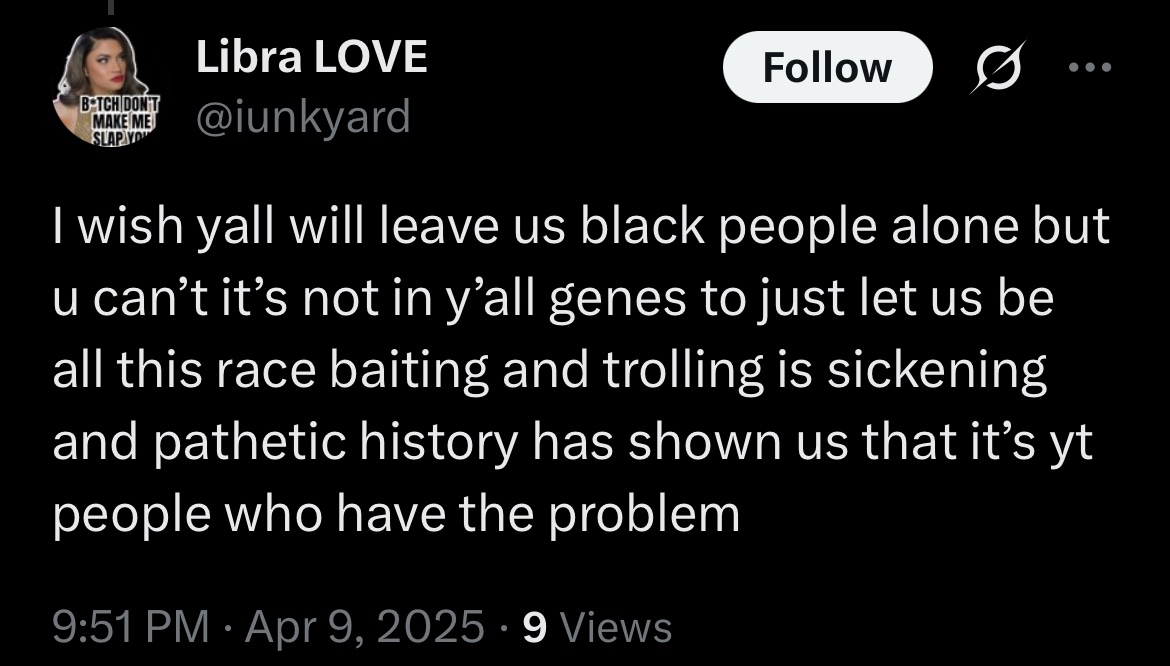 Libra LOVE
@iunkyard
Follow
B*TCH DON'T
MAKE ME
SLAP YOU
I wish yall will leave us black people alone but
u can’t it’s not in y’all genes to just let us be
all this race baiting and trolling is sickening
and pathetic history has shown us that it’s yt
people who have the problem
9:51 PM · Apr 9, 2025 · 9 Views